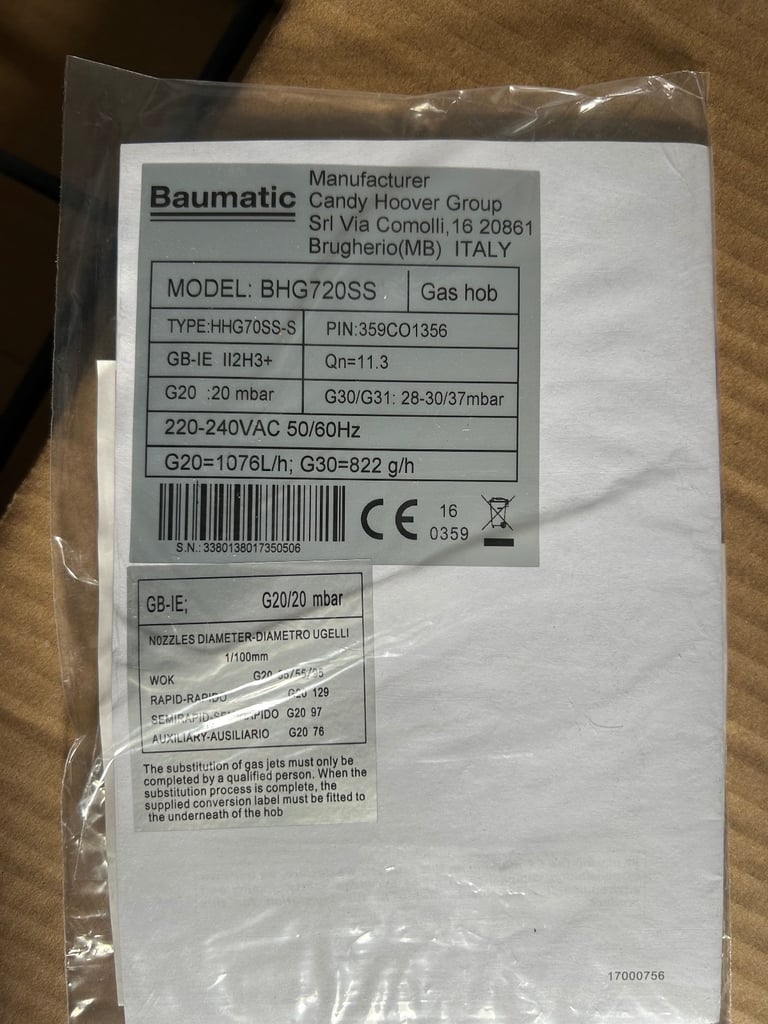 Baumatic
Manufacturer
Candy Hoover Group
Srl Via Comolli,16 20861
Brugherio(MB) ITALY
MODEL: BHG720SS
Gas hob
TYPE:HHG70SS-S
PIN:359CO1356
GB-IE II2H3+
Qn=11.3
G20 :20 mbar
G30/G31: 28-30/37mbar
220-240VAC 50/60Hz
G20=1076L/h; G30=822 g/h
CE
16
0359
S.N.: 3380138017350506
GB-IE; G20/20 mbar
NOZZLES DIAMETER-DIAMETRO UGELLI
1/100mm
WOK G20
RAPID-RAPIDO G20 129
SEMIRAPID-SEMIRAPIDO G20 97
AUXILIARY-AUSILIARIO G20 76
The substitution of gas jets must only be
completed by a qualified person. When the
substitution process is complete, the
supplied conversion label must be fitted to
the underneath of the hob
17000756